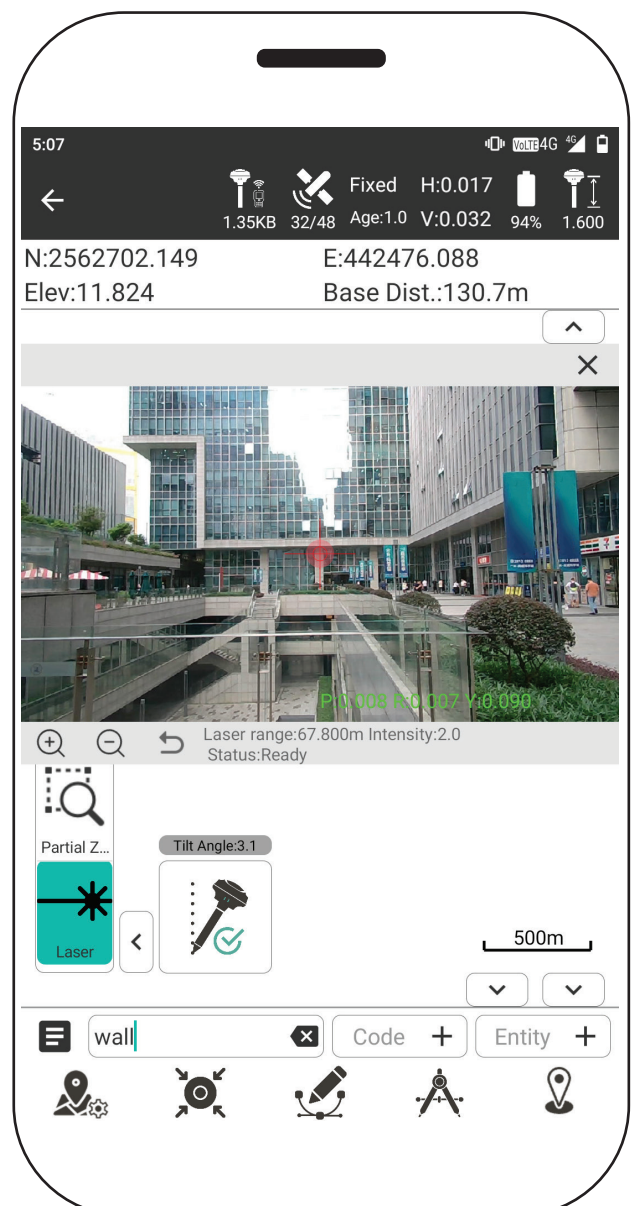 5:07 VoLTE 4G 4G
Fixed H:0.017
1.35KB 32/48 Age:1.0 V:0.032 94% 1.600
N:2562702.149 E:442476.088
Elev:11.824 Base Dist.:130.7m
P:0.008 R:0.007 Y:0.090
Laser range:67.800m Intensity:2.0
Status:Ready
Partial Z... Tilt Angle:3.1
Laser
500m
wall Code Entity